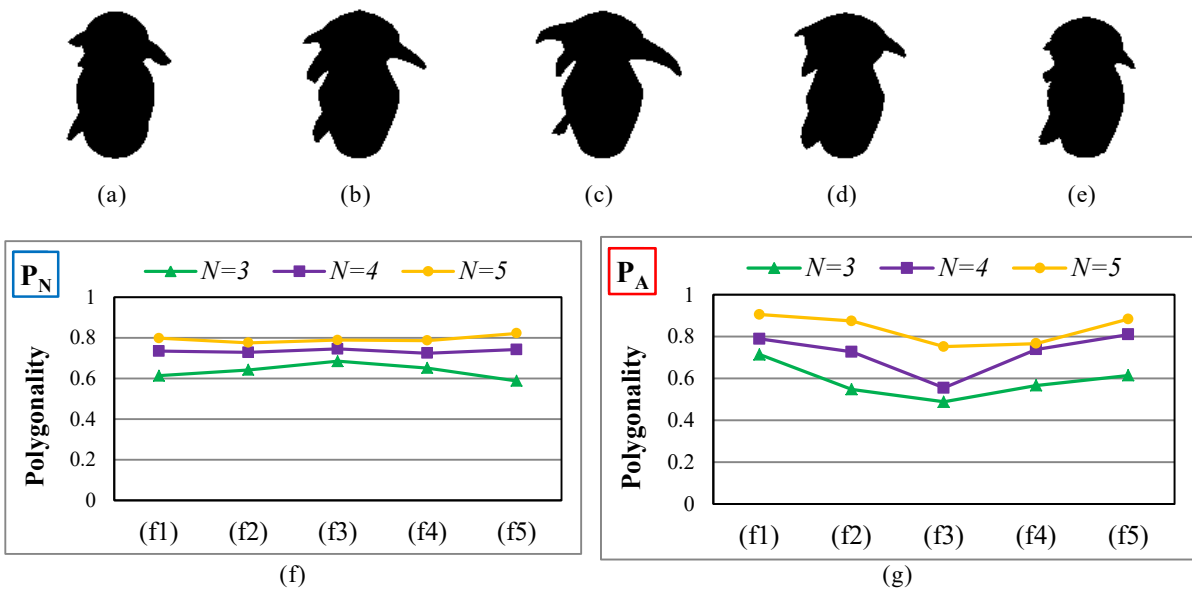 (a) (b) (c) (d) (e)
P_N N=3 N=4 N=5
1
0.8
0.6
0.4
0.2
0
Polygonality
(f1) (f2) (f3) (f4) (f5)
(f)
P_A N=3 N=4 N=5
1
0.8
0.6
0.4
0.2
0
Polygonality
(f1) (f2) (f3) (f4) (f5)
(g)